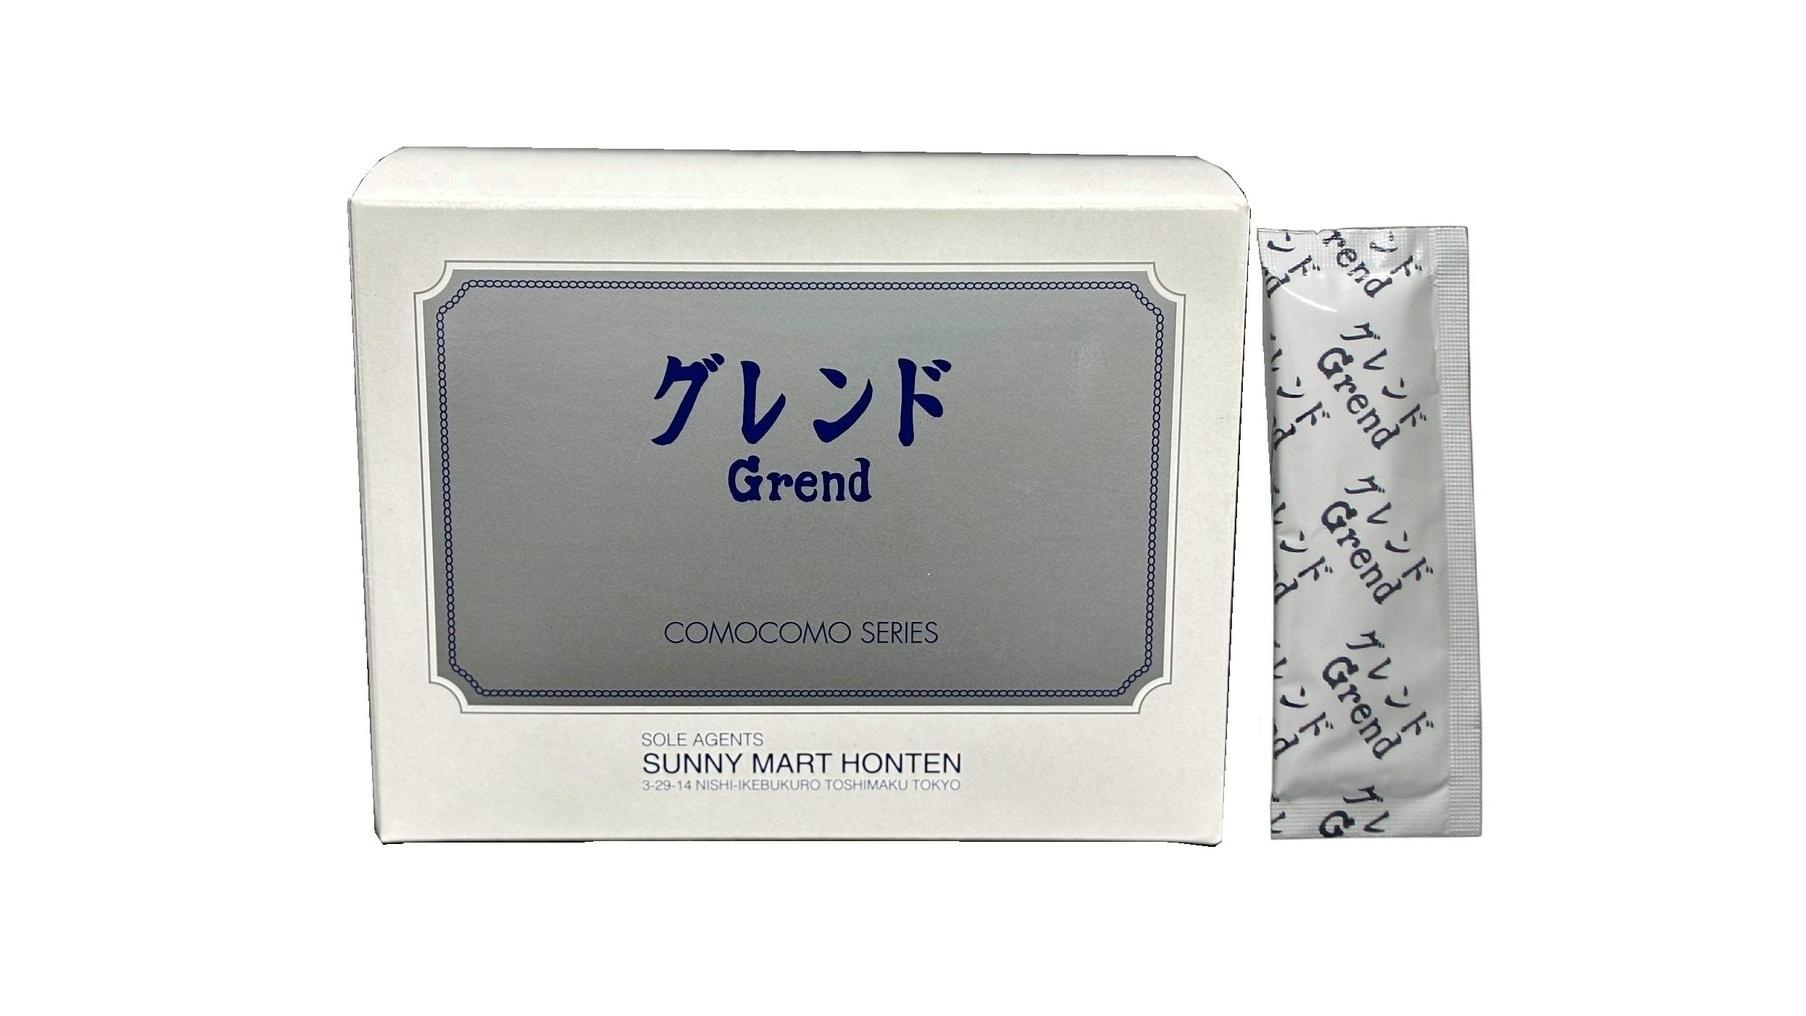 グレンド
Grend
COMOCOMO SERIES
SOLE AGENTS
SUNNY MART HONTEN
3-29-14 NISHI-IKEBUKURO TOSHIMAKU TOKYO
rend
グレンド
Grend
グレンド
Grend
グレンド
Grend